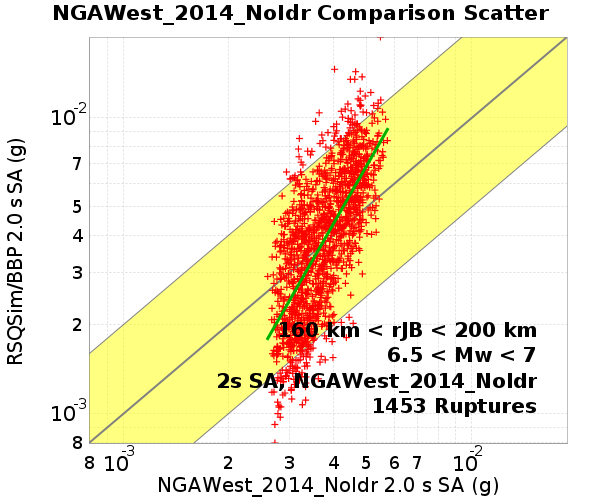 NGAWest_2014_NoIdr Comparison Scatter
RSQSim/BBP 2.0 s SA (g)
10-2
7
5
4
3
2
10-3
8
160 km < rJB < 200 km
6.5 < Mw < 7
2s SA, NGAWest_2014_NoIdr
1453 Ruptures
8 10-3 2 3 4 5 6 7 10-2
NGAWest_2014_NoIdr 2.0 s SA (g)